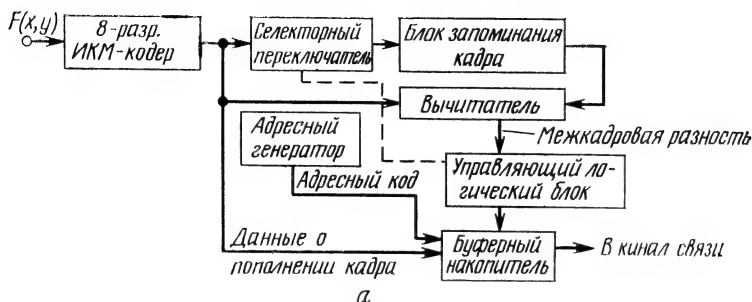 F(x,y)
8-разр.
ИКМ-кодер
Селекторный
переключатель
Блок запоминания
кадра
Вычитатель
Межкадровая разность
Адресный
генератор
Управляющий ло-
гический блок
Адресный код
Данные о
пополнении кадра
Буферный
накопитель
В кинал связи
а